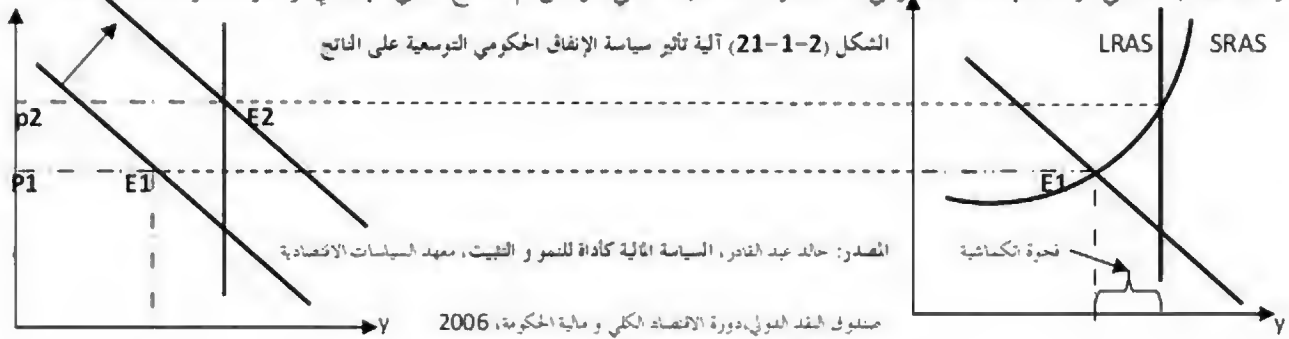 الشكل (2-1-21) آلية تأثير سياسة الإنفاق الحكومي التوسعية على الناتج
LRAS
SRAS
p2
E2
P1
E1
E1
المصدر: خالد عبد القادر، السياسة المالية كأداة للنمو و التثبيت، معهد السياسات الاقتصادية
فجوة انكماشية
صندوق النقد الدولي،دورة الاقتصاد الكلي و مالية الحكومة، 2006
y
y